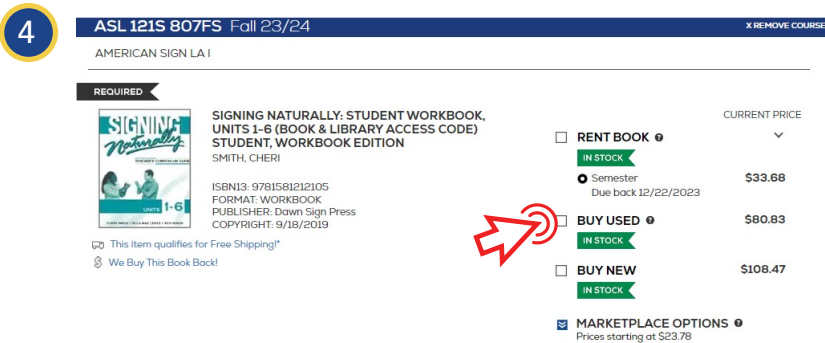 4
ASL 121S 807FS Fall 23/24
X REMOVE COURSE
AMERICAN SIGN LA I
REQUIRED
SIGNING
Naturally
UNITS 1-6
SIGNING NATURALLY: STUDENT WORKBOOK,
UNITS 1-6 (BOOK & LIBRARY ACCESS CODE)
STUDENT, WORKBOOK EDITION
SMITH, CHERI
ISBN13: 9781581212105
FORMAT: WORKBOOK
PUBLISHER: Dawn Sign Press
COPYRIGHT: 9/18/2019
This item qualifies for Free Shipping!*
We Buy This Book Back!
CURRENT PRICE
RENT BOOK ?
IN STOCK
Semester $33.68
Due back 12/22/2023
BUY USED ? $80.83
IN STOCK
BUY NEW $108.47
IN STOCK
MARKETPLACE OPTIONS ?
Prices starting at $23.78